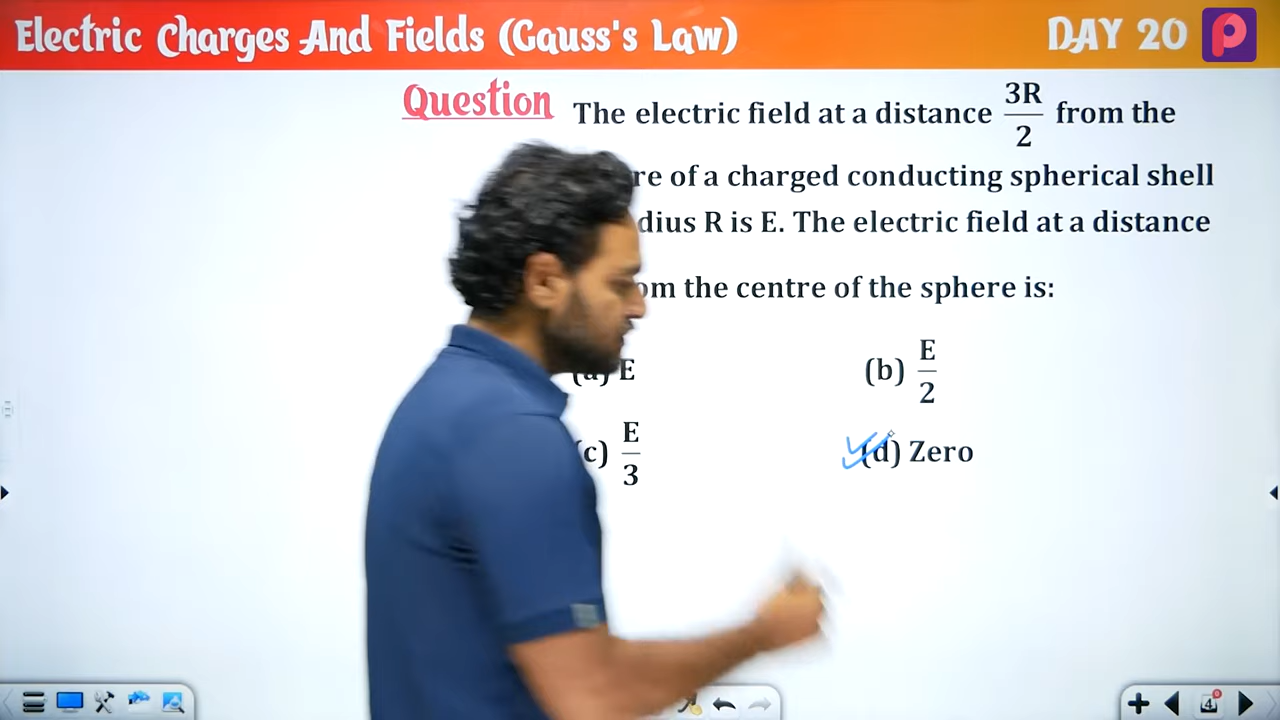 Electric Charges And Fields (Gauss's Law)
DAY 20
Question The electric field at a distance 3R/2 from the
re of a charged conducting spherical shell
dius R is E. The electric field at a distance
om the centre of the sphere is:
(a) E
(b) E/2
(c) E/3
(d) Zero
4